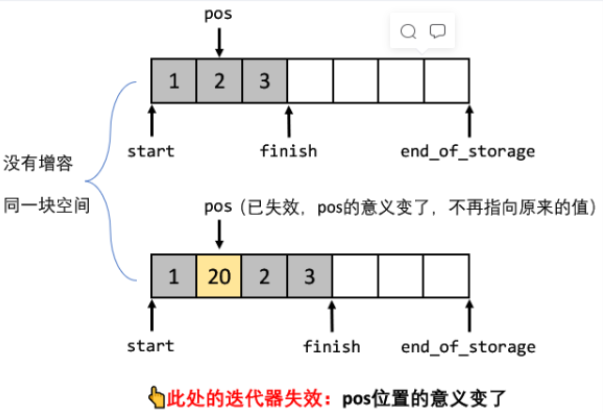 pos
1 2 3
start finish end_of_storage
没有增容
同一块空间
pos (已失效，pos的意义变了，不再指向原来的值)
1 20 2 3
start finish end_of_storage
👆此处的迭代器失效：pos位置的意义变了